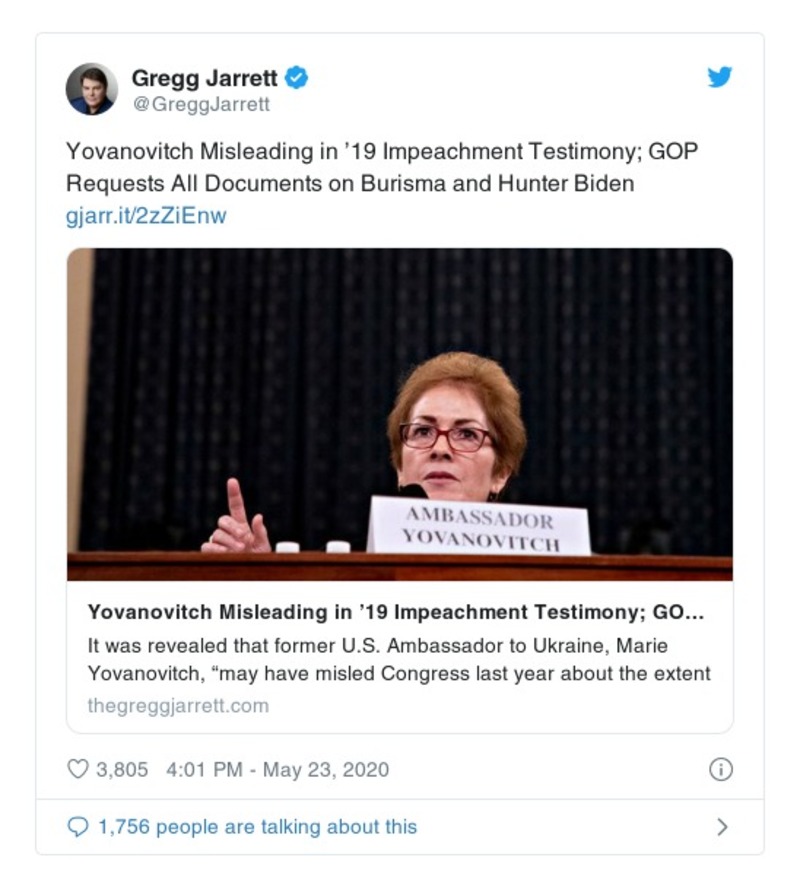 Gregg Jarrett
@GreggJarrett
Yovanovitch Misleading in ’19 Impeachment Testimony; GOP
Requests All Documents on Burisma and Hunter Biden
gjarr.it/2zZiEnw
AMBASSADOR
YOVANOVITCH
Yovanovitch Misleading in ’19 Impeachment Testimony; GO...
It was revealed that former U.S. Ambassador to Ukraine, Marie
Yovanovitch, “may have misled Congress last year about the extent
thegreggjarrett.com
3,805 4:01 PM - May 23, 2020
1,756 people are talking about this